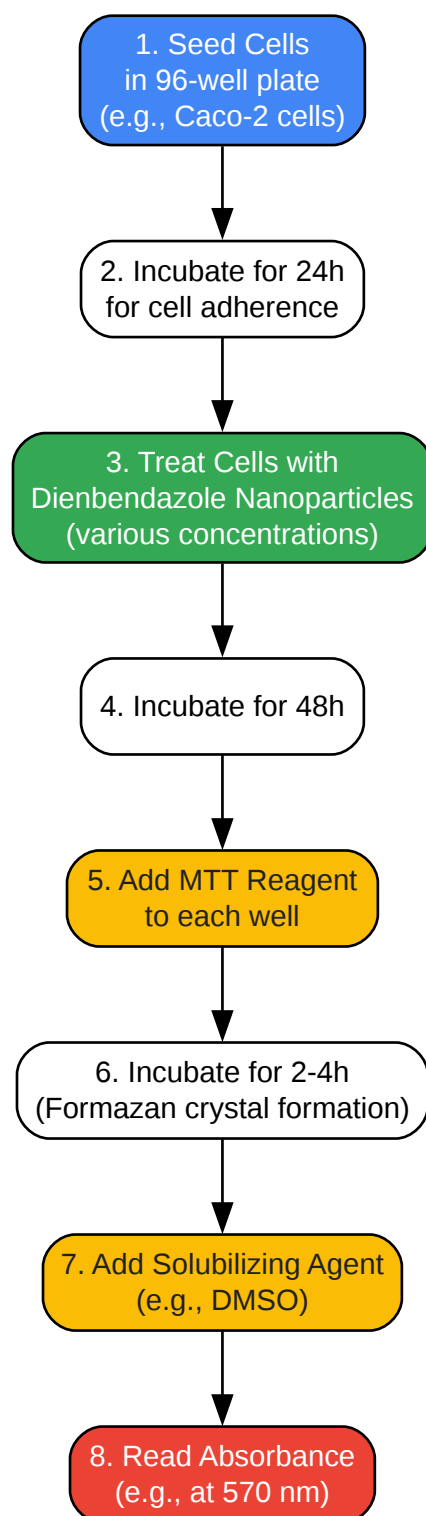 1. Seed Cells
in 96-well plate
(e.g., Caco-2 cells)
2. Incubate for 24h
for cell adherence
3. Treat Cells with
Dienbendazole Nanoparticles
(various concentrations)
4. Incubate for 48h
5. Add MTT Reagent
to each well
6. Incubate for 2-4h
(Formazan crystal formation)
7. Add Solubilizing Agent
(e.g., DMSO)
8. Read Absorbance
(e.g., at 570 nm)